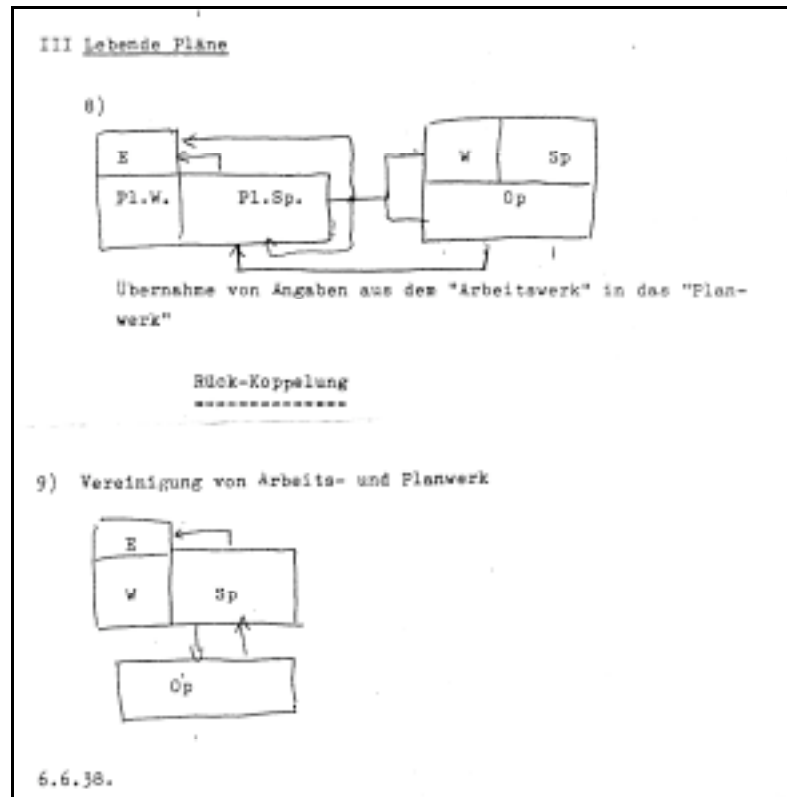 III Lebende Pläne
8)
E
W Sp
Pl.W. Pl.Sp.
Op
Übernahme von Angaben aus dem "Arbeitswerk" in das "Plan-
werk"
Rück-Koppelung
9) Vereinigung von Arbeits- und Planwerk
E
W Sp
Op
6.6.38.